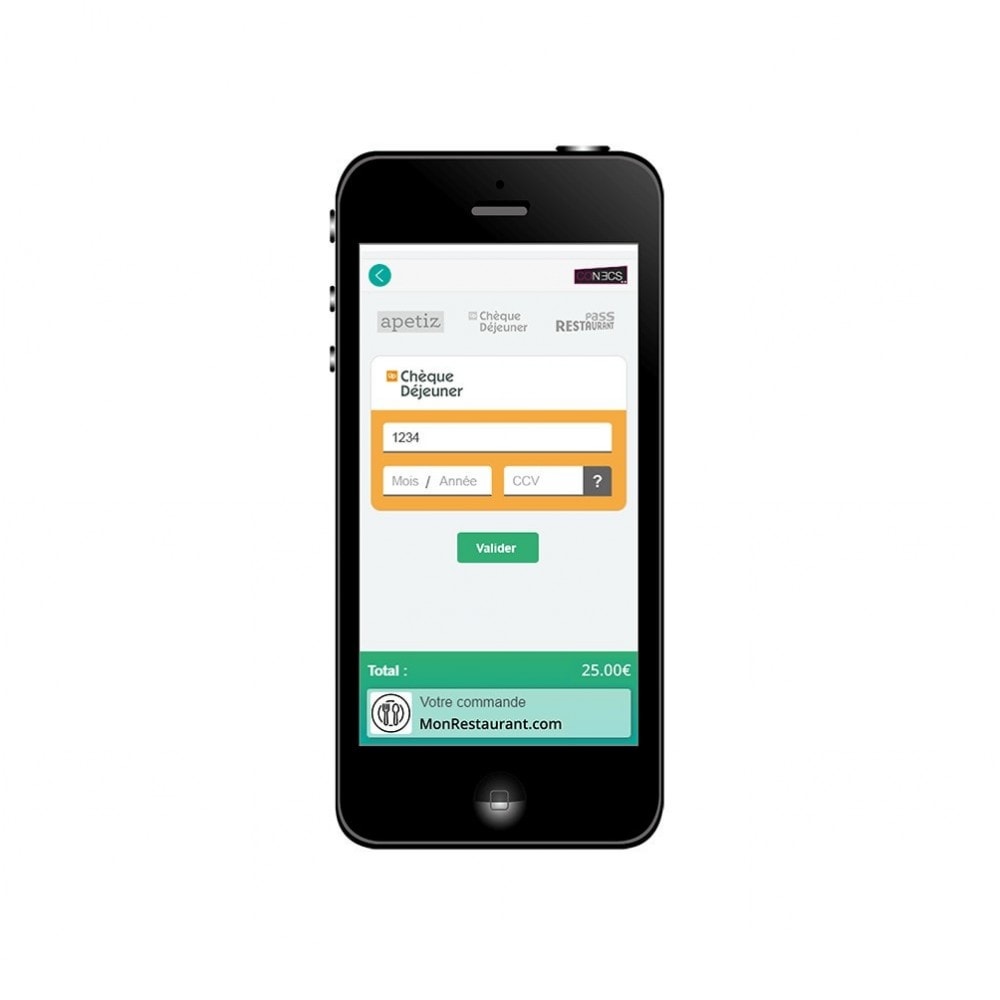 CONECS
apetiz
Chèque
Déjeuner
pass
RESTAURANT
up Chèque
Déjeuner
1234
Mois / Année
CCV
?
Valider
Total :
25.00€
Votre commande
MonRestaurant.com